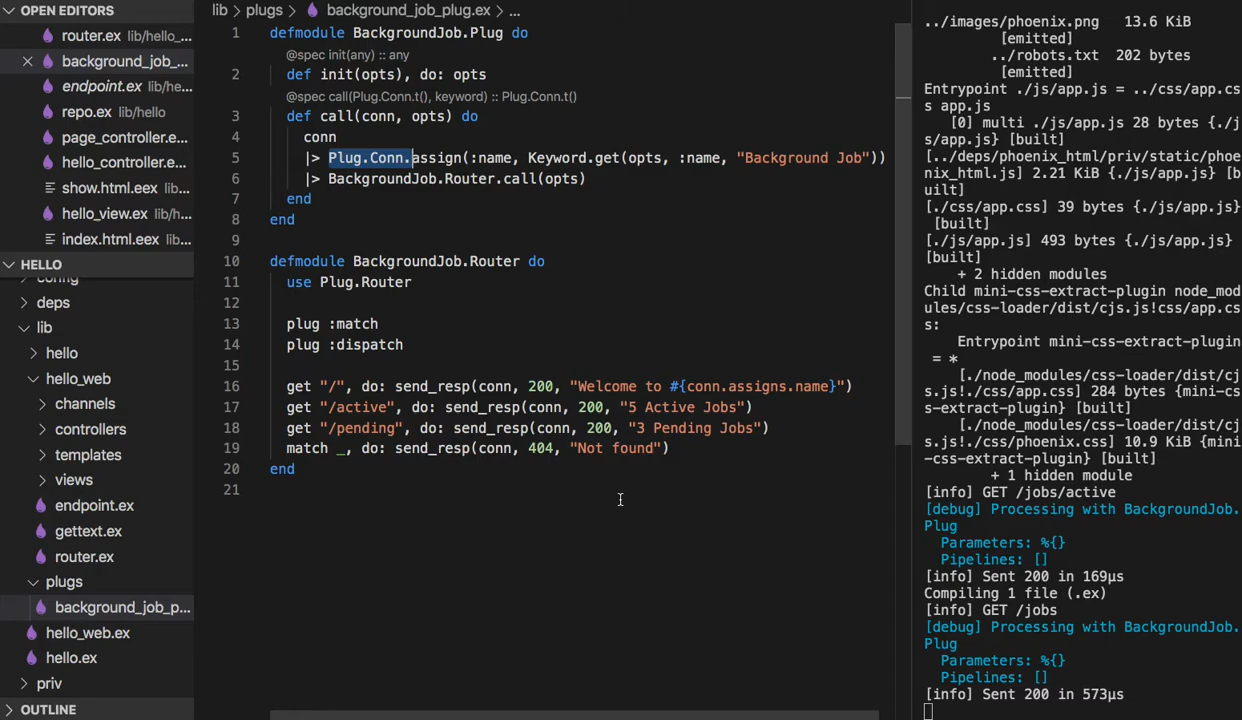 OPEN EDITORS
router.ex lib/hello_...
background_job_...
endpoint.ex lib/he...
repo.ex lib/hello
page_controller.e...
hello_controller.e...
show.html.eex lib...
hello_view.ex lib/h...
index.html.eex lib...
HELLO
config
deps
lib
hello
hello_web
channels
controllers
templates
views
endpoint.ex
gettext.ex
router.ex
plugs
background_job_p...
hello_web.ex
hello.ex
priv
OUTLINE
lib > plugs > background_job_plug.ex > ...
1 defmodule BackgroundJob.Plug do
@spec init(any) :: any
2 def init(opts), do: opts
@spec call(Plug.Conn.t(), keyword) :: Plug.Conn.t()
3 def call(conn, opts) do
4 conn
5 |> Plug.Conn.assign(:name, Keyword.get(opts, :name, "Background Job"))
6 |> BackgroundJob.Router.call(opts)
7 end
8 end
9
10 defmodule BackgroundJob.Router do
11 use Plug.Router
12
13 plug :match
14 plug :dispatch
15
16 get "/", do: send_resp(conn, 200, "Welcome to #{conn.assigns.name}")
17 get "/active", do: send_resp(conn, 200, "5 Active Jobs")
18 get "/pending", do: send_resp(conn, 200, "3 Pending Jobs")
19 match _, do: send_resp(conn, 404, "Not found")
20 end
21
../images/phoenix.png 13.6 KiB
[emitted]
../robots.txt 202 bytes
[emitted]
Entrypoint ./js/app.js = ../css/app.cs
s app.js
[0] multi ./js/app.js 28 bytes {./j
s/app.js} [built]
[../deps/phoenix_html/priv/static/phoe
nix_html.js] 2.21 KiB {./js/app.js} [b
uilt]
[./css/app.css] 39 bytes {./js/app.js}
[built]
[./js/app.js] 493 bytes {./js/app.js}
[built]
+ 2 hidden modules
Child mini-css-extract-plugin node_mod
ules/css-loader/dist/cjs.js!css/app.cs
s:
Entrypoint mini-css-extract-plugin
= *
[./node_modules/css-loader/dist/cj
s.js!./css/app.css] 284 bytes {mini-cs
s-extract-plugin} [built]
[./node_modules/css-loader/dist/cj
s.js!./css/phoenix.css] 10.9 KiB {mini
-css-extract-plugin} [built]
+ 1 hidden module
[info] GET /jobs/active
[debug] Processing with BackgroundJob.
Plug
Parameters: %{}
Pipelines: []
[info] Sent 200 in 169µs
Compiling 1 file (.ex)
[info] GET /jobs
[debug] Processing with BackgroundJob.
Plug
Parameters: %{}
Pipelines: []
[info] Sent 200 in 573µs